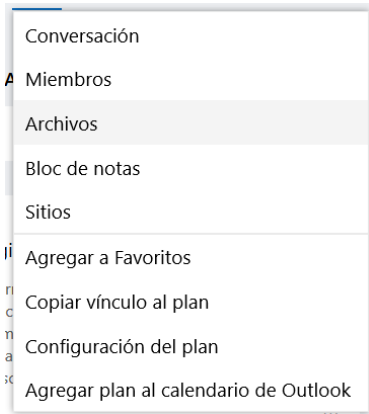 Conversación
Miembros
Archivos
Bloc de notas
Sitios
Agregar a Favoritos
Copiar vínculo al plan
Configuración del plan
Agregar plan al calendario de Outlook